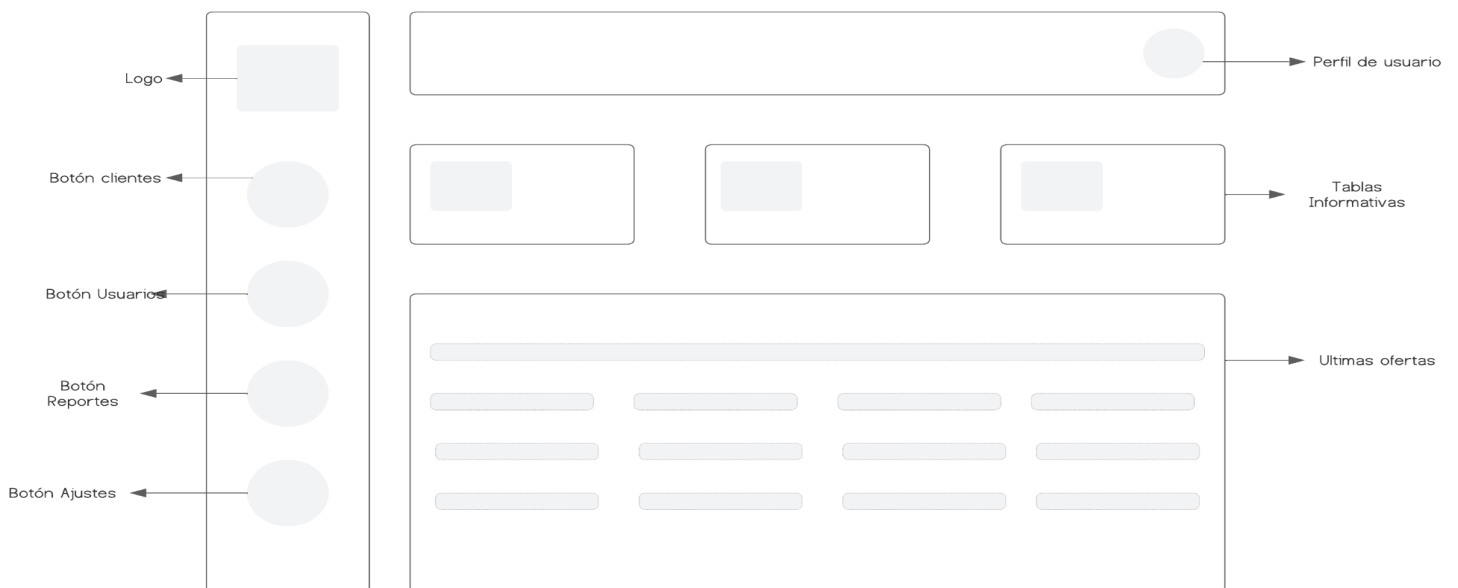 Logo
Perfil de usuario
Botón clientes
Tablas
Informativas
Botón Usuarios
Ultimas ofertas
Botón
Reportes
Botón Ajustes